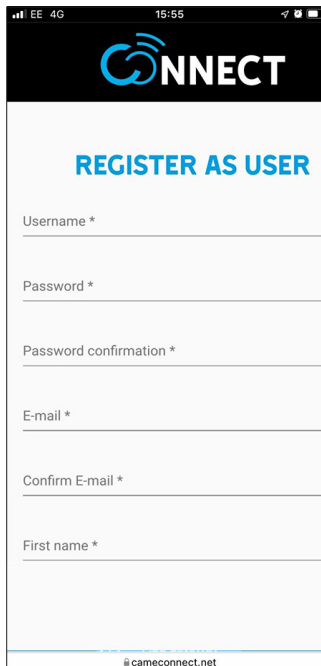 EE 4G 15:55
CONNECT
REGISTER AS USER
Username *
Password *
Password confirmation *
E-mail *
Confirm E-mail *
First name *
cameconnect.net